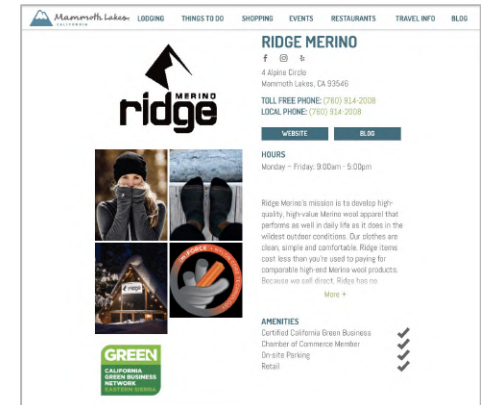 Mammoth Lakes
CALIFORNIA
LODGING THINGS TO DO SHOPPING EVENTS RESTAURANTS TRAVEL INFO BLOG
MERINO
ridge
RIDGE MERINO
4 Alpine Circle
Mammoth Lakes, CA 93546
TOLL FREE PHONE: (760) 914-2008
LOCAL PHONE: (760) 914-2008
WEBSITE BLOG
HOURS
Monday – Friday: 9:00am - 5:00pm
Ridge Merino's mission is to develop high-
quality, high-value Merino wool apparel that
performs as well in daily life as it does in the
wildest outdoor conditions. Our clothes are
clean, simple and comfortable. Ridge items
cost less than you're used to paying for
comparable high-end Merino wool products.
Because we sell direct, Ridge has no
More +
AMENITIES
Certified California Green Business
Chamber of Commerce Member
On-site Parking
Retail
ridge
GREEN
CALIFORNIA
GREEN BUSINESS
NETWORK
EASTERN SIERRA